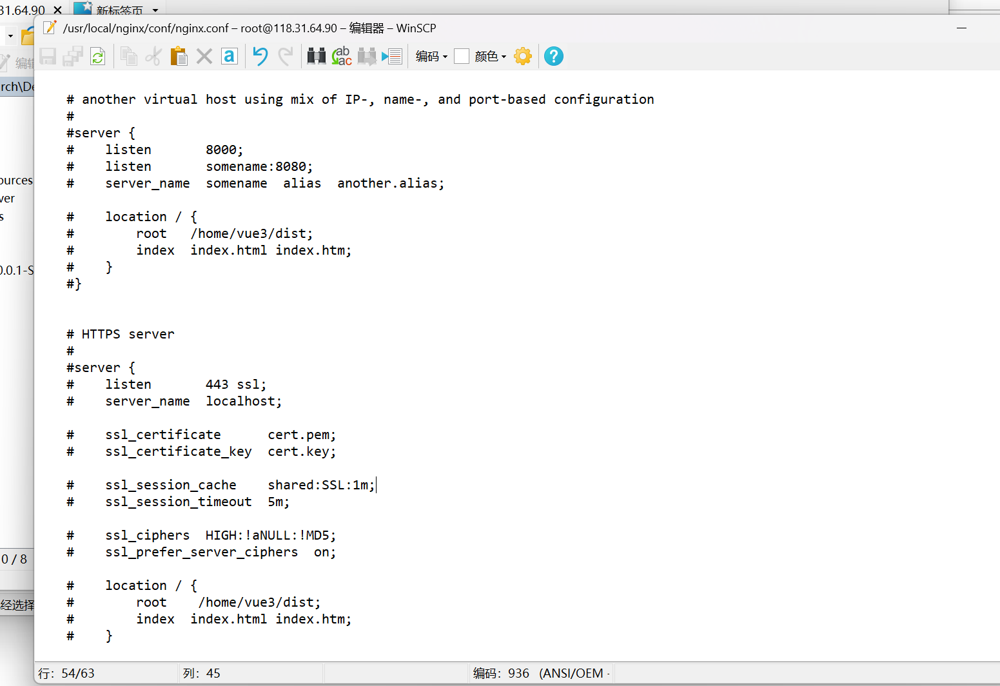 31.64.90
新标签页
/usr/local/nginx/conf/nginx.conf – root@118.31.64.90 – 编辑器 – WinSCP
编辑
编码
颜色
rch\De
# another virtual host using mix of IP-, name-, and port-based configuration
#
#server {
#    listen       8000;
#    listen       somename:8080;
#    server_name  somename  alias  another.alias;
#    location / {
#        root   /home/vue3/dist;
#        index  index.html index.htm;
#    }
#}
ources
ver
s
0.0.1-S
# HTTPS server
#
#server {
#    listen       443 ssl;
#    server_name  localhost;
#    ssl_certificate      cert.pem;
#    ssl_certificate_key  cert.key;
#    ssl_session_cache    shared:SSL:1m;
#    ssl_session_timeout  5m;
#    ssl_ciphers  HIGH:!aNULL:!MD5;
#    ssl_prefer_server_ciphers  on;
#    location / {
#        root    /home/vue3/dist;
#        index  index.html index.htm;
#    }
0 / 8
经选择
行: 54/63
列: 45
编码: 936   (ANSI/OEM -